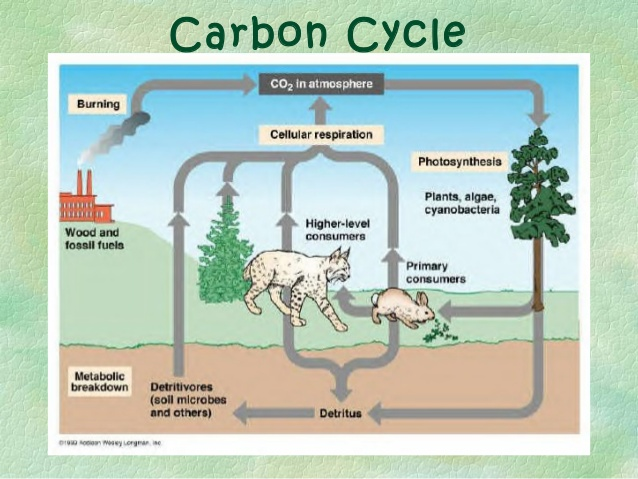 Carbon Cycle
CO2 in atmosphere
Burning
Cellular respiration
Photosynthesis
Plants, algae,
cyanobacteria
Wood and
fossil fuels
Higher-level
consumers
Primary
consumers
Metabolic
breakdown
Detritivores
(soil microbes
and others)
Detritus
©1999 Addison Wesley Longman, Inc.